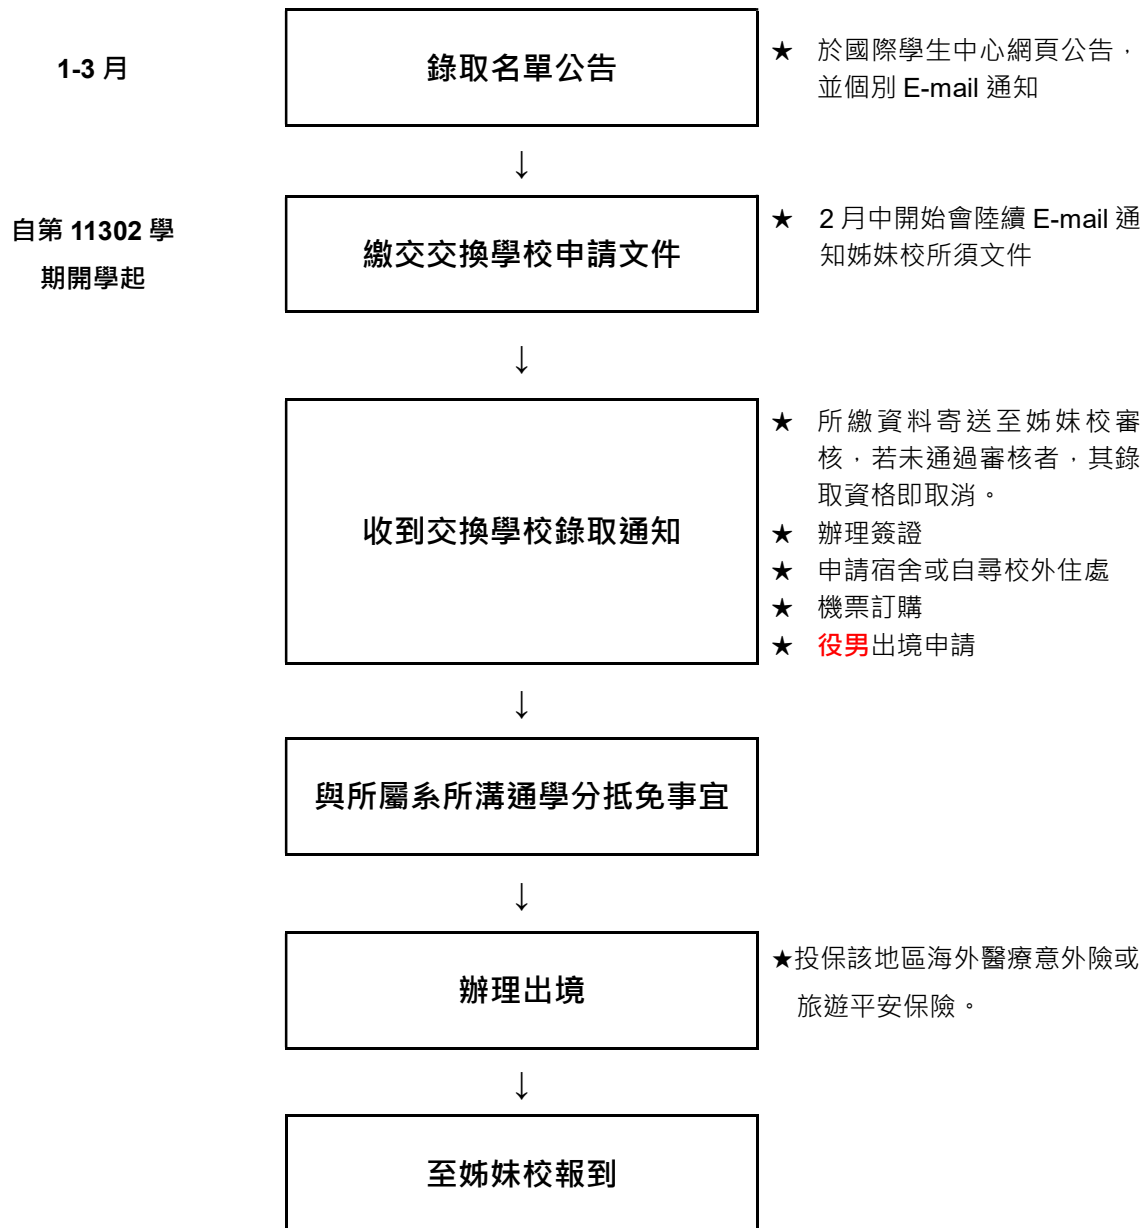 1-3 月
錄取名單公告
★ 於國際學生中心網頁公告，
並個別 E-mail 通知
↓
自第 11302 學
期開學起
繳交交換學校申請文件
★ 2 月中開始會陸續 E-mail 通
知姊妹校所須文件
↓
收到交換學校錄取通知
★ 所繳資料寄送至姊妹校審
核，若未通過審核者，其錄
取資格即取消。
★ 辦理簽證
★ 申請宿舍或自尋校外住處
★ 機票訂購
★ 役男出境申請
↓
與所屬系所溝通學分抵免事宜
↓
辦理出境
★投保該地區海外醫療意外險或
旅遊平安保險。
↓
至姊妹校報到